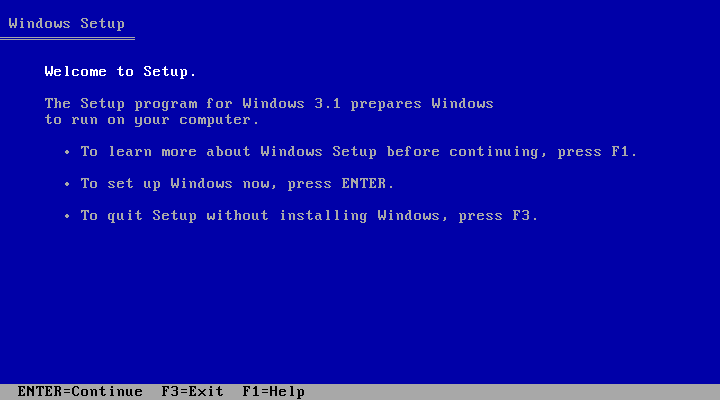 Windows Setup
Welcome to Setup.
The Setup program for Windows 3.1 prepares Windows
to run on your computer.
• To learn more about Windows Setup before continuing, press F1.
• To set up Windows now, press ENTER.
• To quit Setup without installing Windows, press F3.
ENTER=Continue  F3=Exit  F1=Help